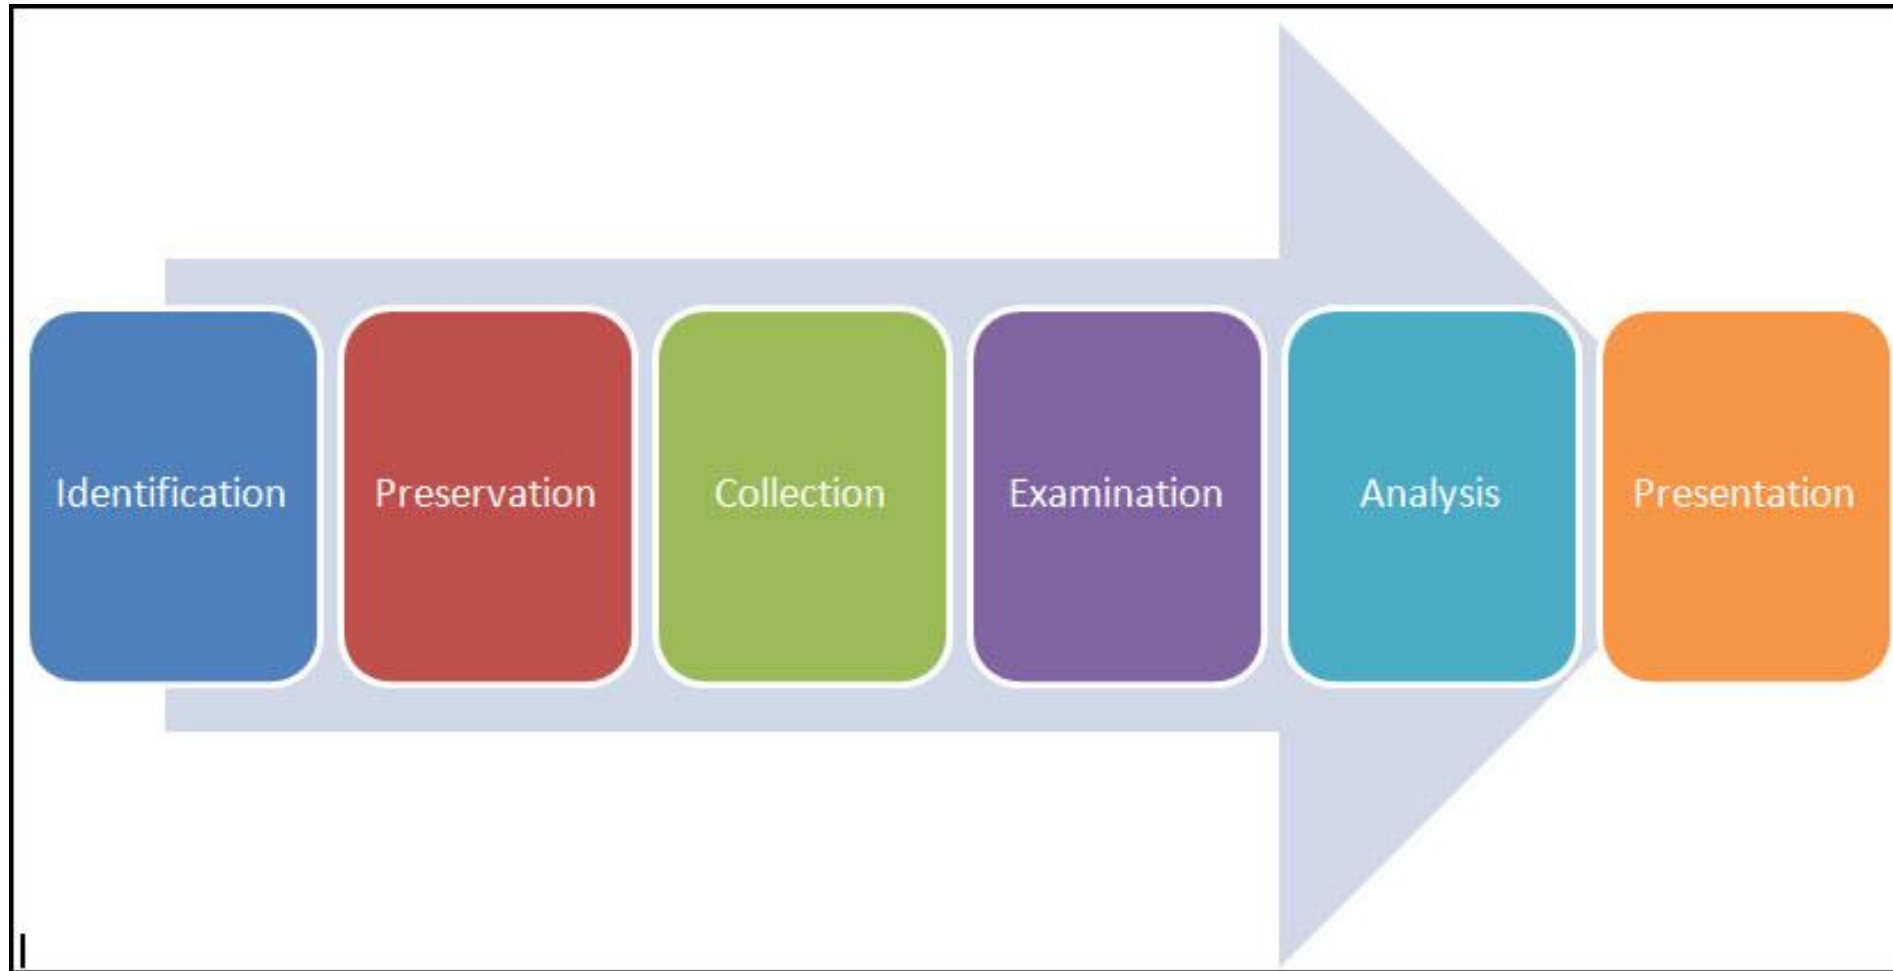 Identification
Preservation
Collection
Examination
Analysis
Presentation